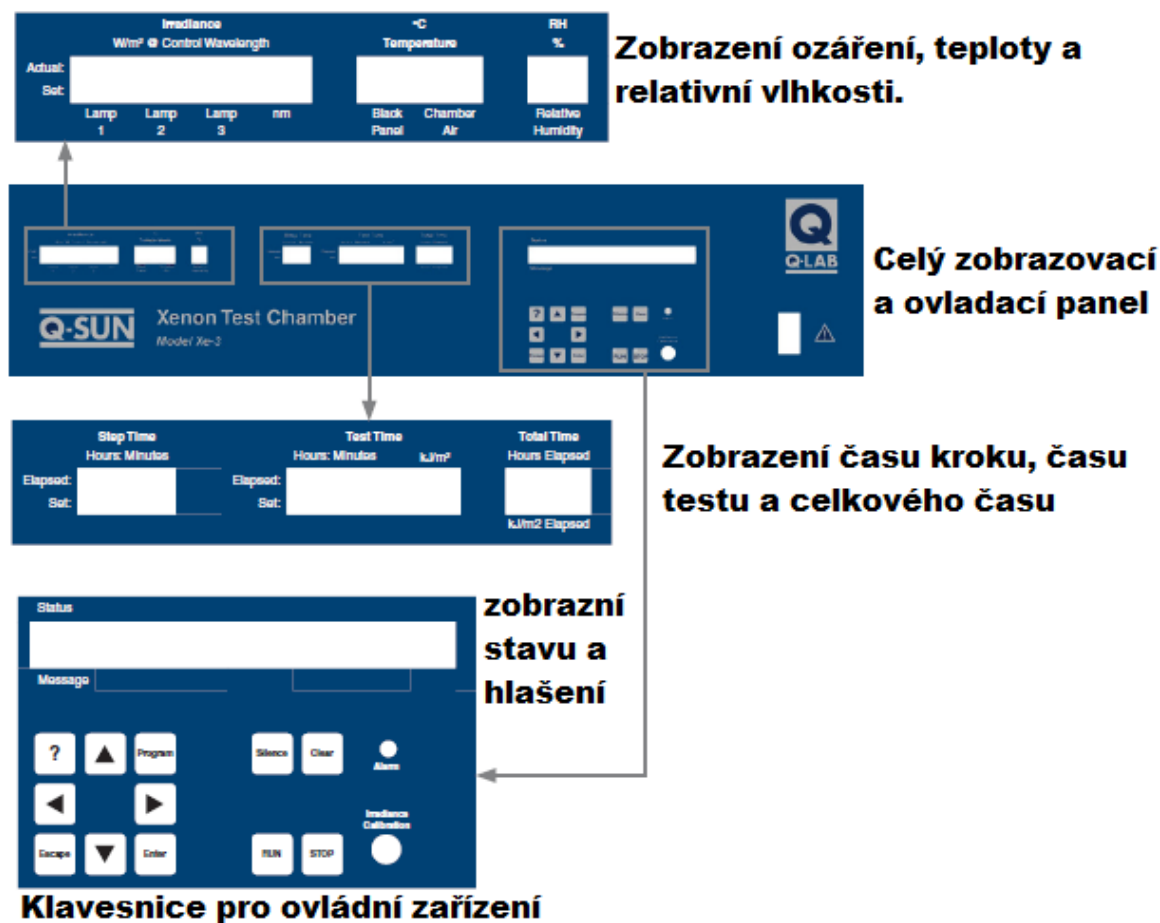 Irradiance
W/m² @ Control Wavelength
°C
Temperature
RH
%
Actual:
Set:
Lamp 1
Lamp 2
Lamp 3
nm
Black Panel
Chamber Air
Relative Humidity
Zobrazení ozáření, teploty a
relativní vlhkosti.
Q-SUN
Xenon Test Chamber
Model Xe-3
Status
?
RUN
STOP
Q
Q-LAB
Celý zobrazovací
a ovladací panel
Step Time
Hours: Minutes
Elapsed:
Set:
Test Time
Hours: Minutes
kJ/m²
Elapsed:
Set:
Total Time
Hours Elapsed
kJ/m2 Elapsed
Zobrazení času kroku, času
testu a celkového času
Status
Message
? Program
Silence Clear
Alarm
Escape Enter
RUN STOP
Irradiance
Calibration
zobrazní
stavu a
hlašení
Klavesnice pro ovládní zařízení